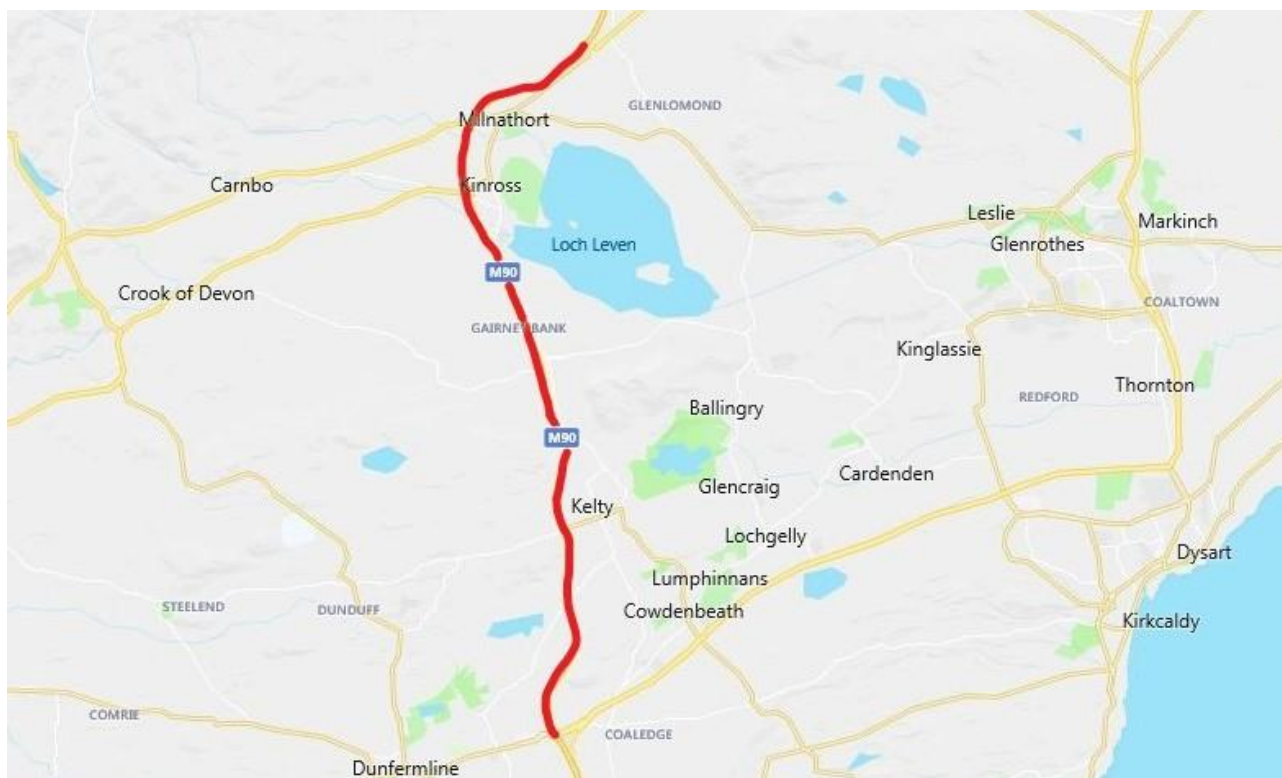 GLENLOMOND
Milnathort
Carnbo
Kinross
Leslie
Markinch
Glenrothes
Loch Leven
M90
Crook of Devon
COALTOWN
GAIRNEY BANK
Kinglassie
Thornton
REDFORD
Ballingry
M90
Cardenden
Glencraig
Kelty
Lochgelly
Dysart
Lumphinnans
STEELEND
DUNDUFF
Cowdenbeath
Kirkcaldy
COMRIE
COALEDGE
Dunfermline